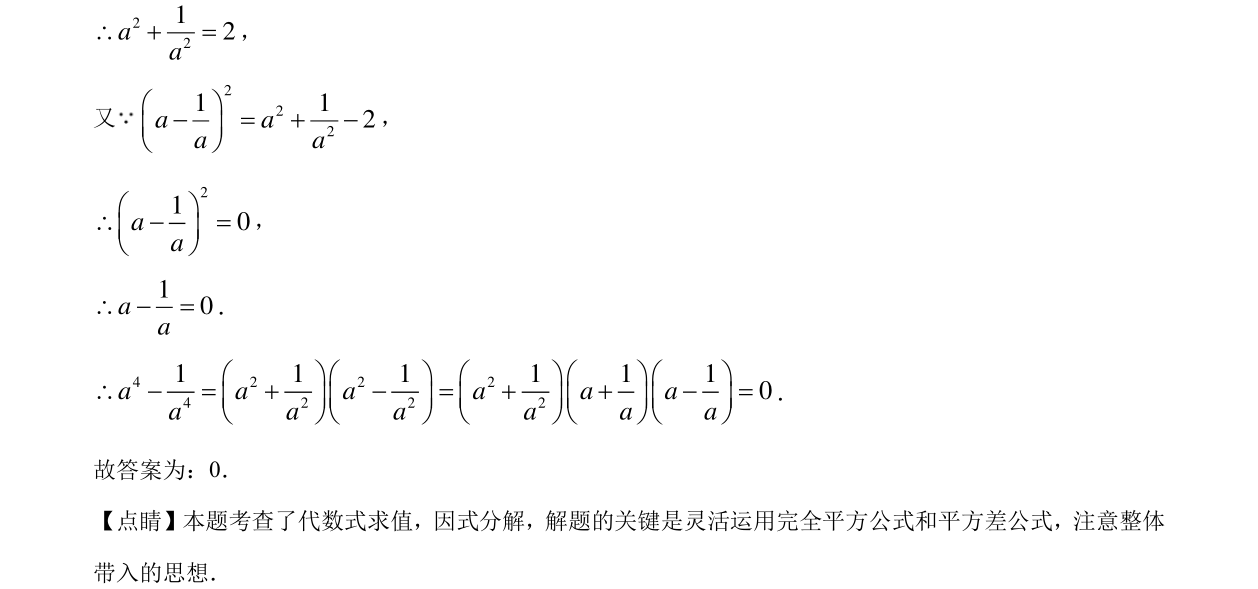 ∴a² + 1/a² = 2，
又∵(a − 1/a)² = a² + 1/a² − 2，
∴(a − 1/a)² = 0，
∴a − 1/a = 0．
∴a⁴ − 1/a⁴ = (a² + 1/a²)(a² − 1/a²) = (a² + 1/a²)(a + 1/a)(a − 1/a) = 0．
故答案为：0．
【点睛】本题考查了代数式求值，因式分解，解题的关键是灵活运用完全平方公式和平方差公式，注意整体
带入的思想．